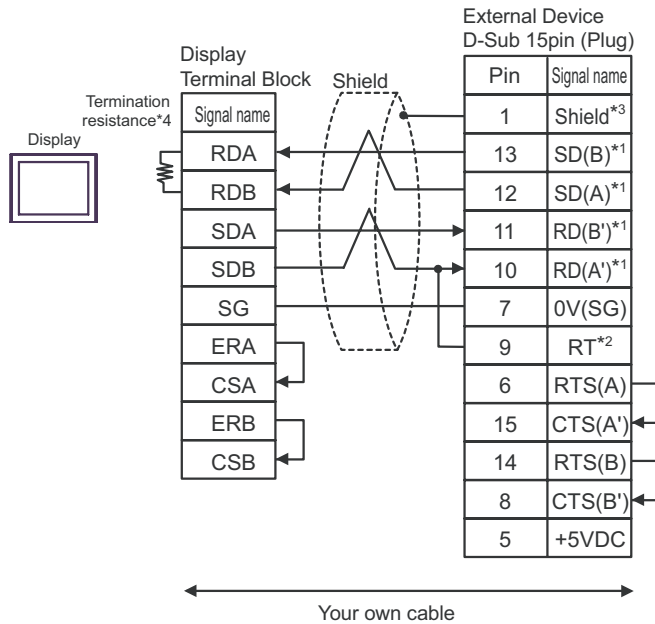 External Device
D-Sub 15pin (Plug)
Display
Terminal Block
Shield
Termination
resistance*4
Display
Signal name
RDA
RDB
SDA
SDB
SG
ERA
CSA
ERB
CSB
Pin Signal name
1 Shield*3
13 SD(B)*1
12 SD(A)*1
11 RD(B')*1
10 RD(A')*1
7 0V(SG)
9 RT*2
6 RTS(A)
15 CTS(A')
14 RTS(B)
8 CTS(B')
5 +5VDC
Your own cable